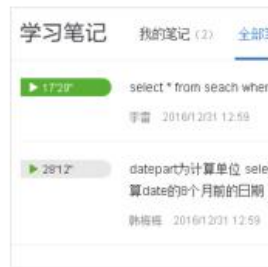 学习笔记 我的笔记 (2) 全部
17'29" select * from seach when
李雷 2016/12/31 12:59
28'12" datepart为计算单位 sele
算date的8个月前的日期
韩梅梅 2016/12/31 12:59